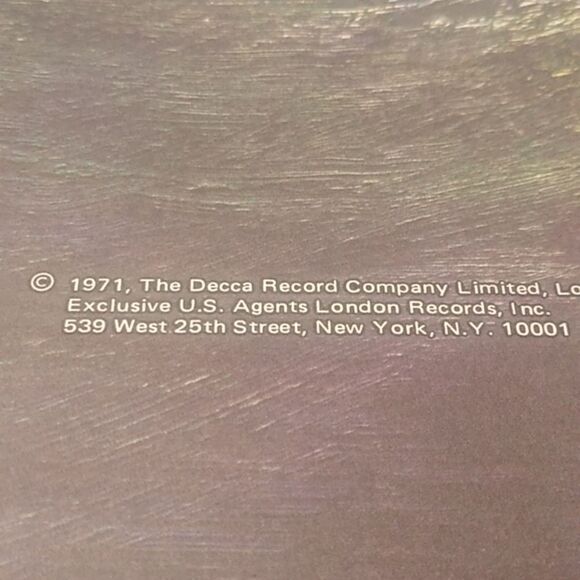 © 1971, The Decca Record Company Limited, Lo
Exclusive U.S. Agents London Records, Inc.
539 West 25th Street, New York, N.Y. 10001